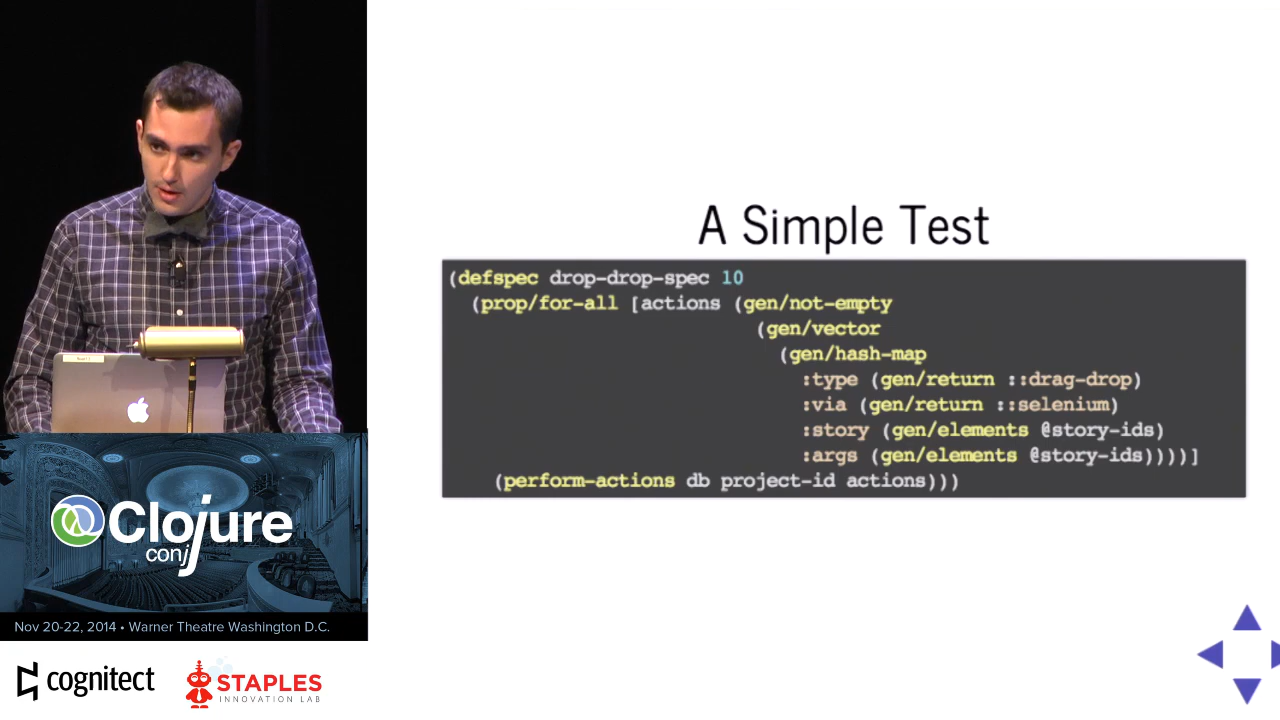 A Simple Test
(defspec drop-drop-spec 10
(prop/for-all [actions (gen/not-empty
(gen/vector
(gen/hash-map
:type (gen/return ::drag-drop)
:via (gen/return ::selenium)
:story (gen/elements @story-ids)
:args (gen/elements @story-ids))))]
(perform-actions db project-id actions)))
Clojure
conj
Nov 20-22, 2014 • Warner Theatre Washington D.C.
cognitect
STAPLES
INNOVATION LAB